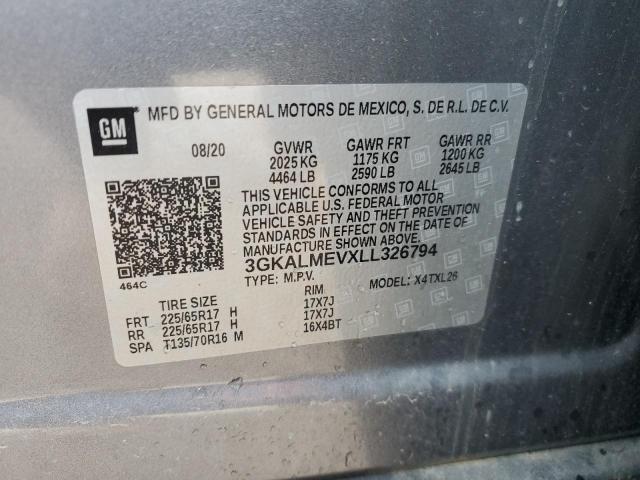 GM
MFD BY GENERAL MOTORS DE MEXICO, S. DE R.L. DE C.V.
08/20 GVWR GAWR FRT GAWR RR
2025 KG 1175 KG 1200 KG
4464 LB 2590 LB 2645 LB
THIS VEHICLE CONFORMS TO ALL
APPLICABLE U.S. FEDERAL MOTOR
VEHICLE SAFETY AND THEFT PREVENTION
STANDARDS IN EFFECT ON THE DATE OF
MANUFACTURE SHOWN ABOVE.
3GKALMEVXLL326794
464C
TYPE: M.P.V. MODEL: X4TXL26
TIRE SIZE RIM
FRT 225/65R17 H 17X7J
RR 225/65R17 H 17X7J
SPA T135/70R16 M 16X4BT